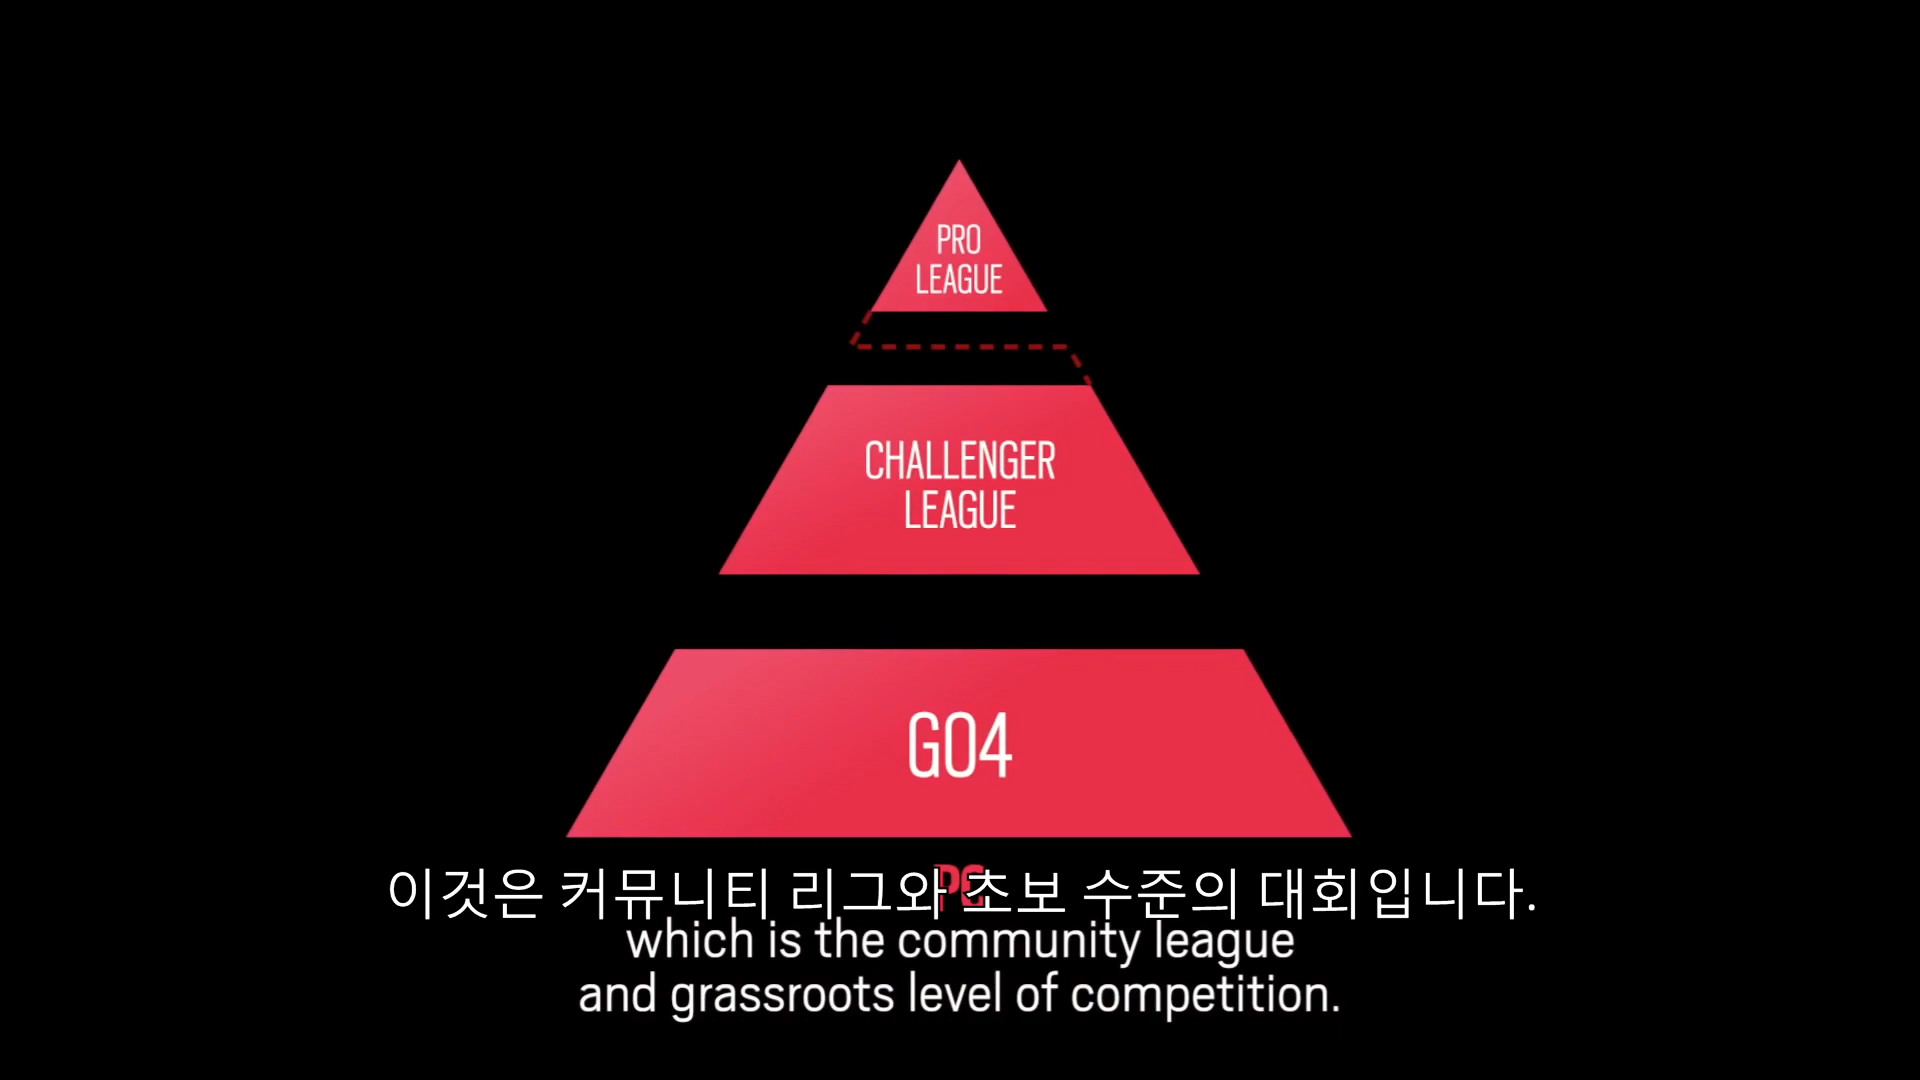 PRO
LEAGUE
CHALLENGER
LEAGUE
GO4
PC
이것은 커뮤니티 리그와 초보 수준의 대회입니다.
which is the community league
and grassroots level of competition.